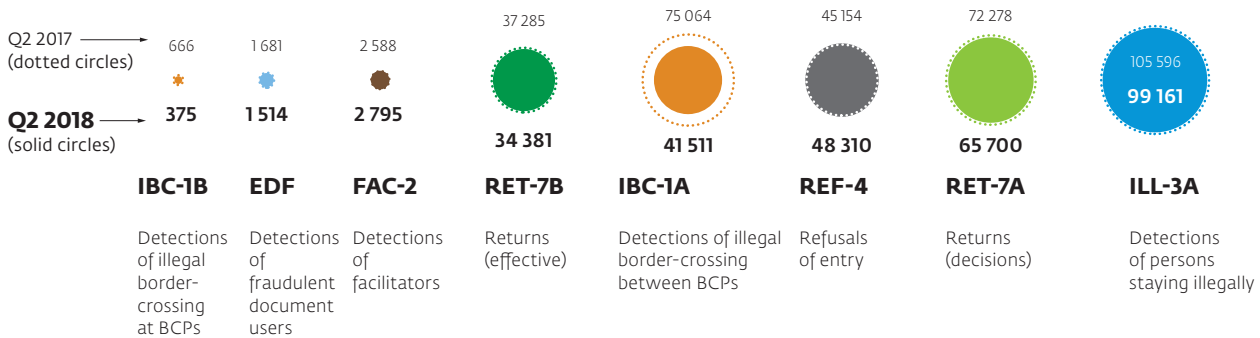 Q2 2017
(dotted circles)
666
1 681
2 588
37 285
75 064
45 154
72 278
105 596
Q2 2018
(solid circles)
375
1 514
2 795
34 381
41 511
48 310
65 700
99 161
IBC-1B
EDF
FAC-2
RET-7B
IBC-1A
REF-4
RET-7A
ILL-3A
Detections
of illegal
border-
crossing
at BCPs
Detections
of
fraudulent
document
users
Detections
of
facilitators
Returns
(effective)
Detections of illegal
border-crossing
between BCPs
Refusals
of entry
Returns
(decisions)
Detections
of persons
staying illegally